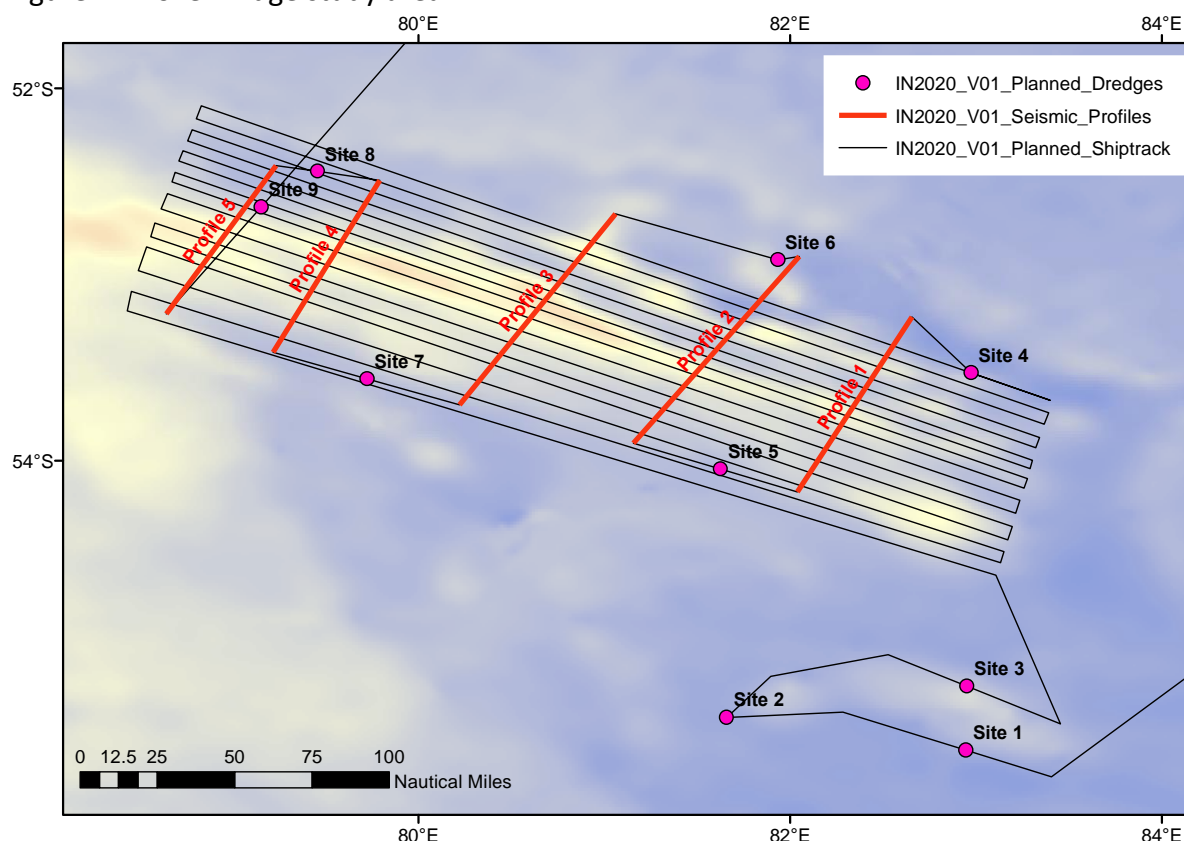 80°E
82°E
84°E
52°S
IN2020_V01_Planned_Dredges
IN2020_V01_Seismic_Profiles
IN2020_V01_Planned_Shiptrack
Site 8
Site 9
Profile 5
Profile 4
Site 6
Profile 3
Profile 2
Site 4
Site 7
Profile 1
54°S
Site 5
Site 3
Site 2
Site 1
0 12.5 25 50 75 100
Nautical Miles
80°E
82°E
84°E